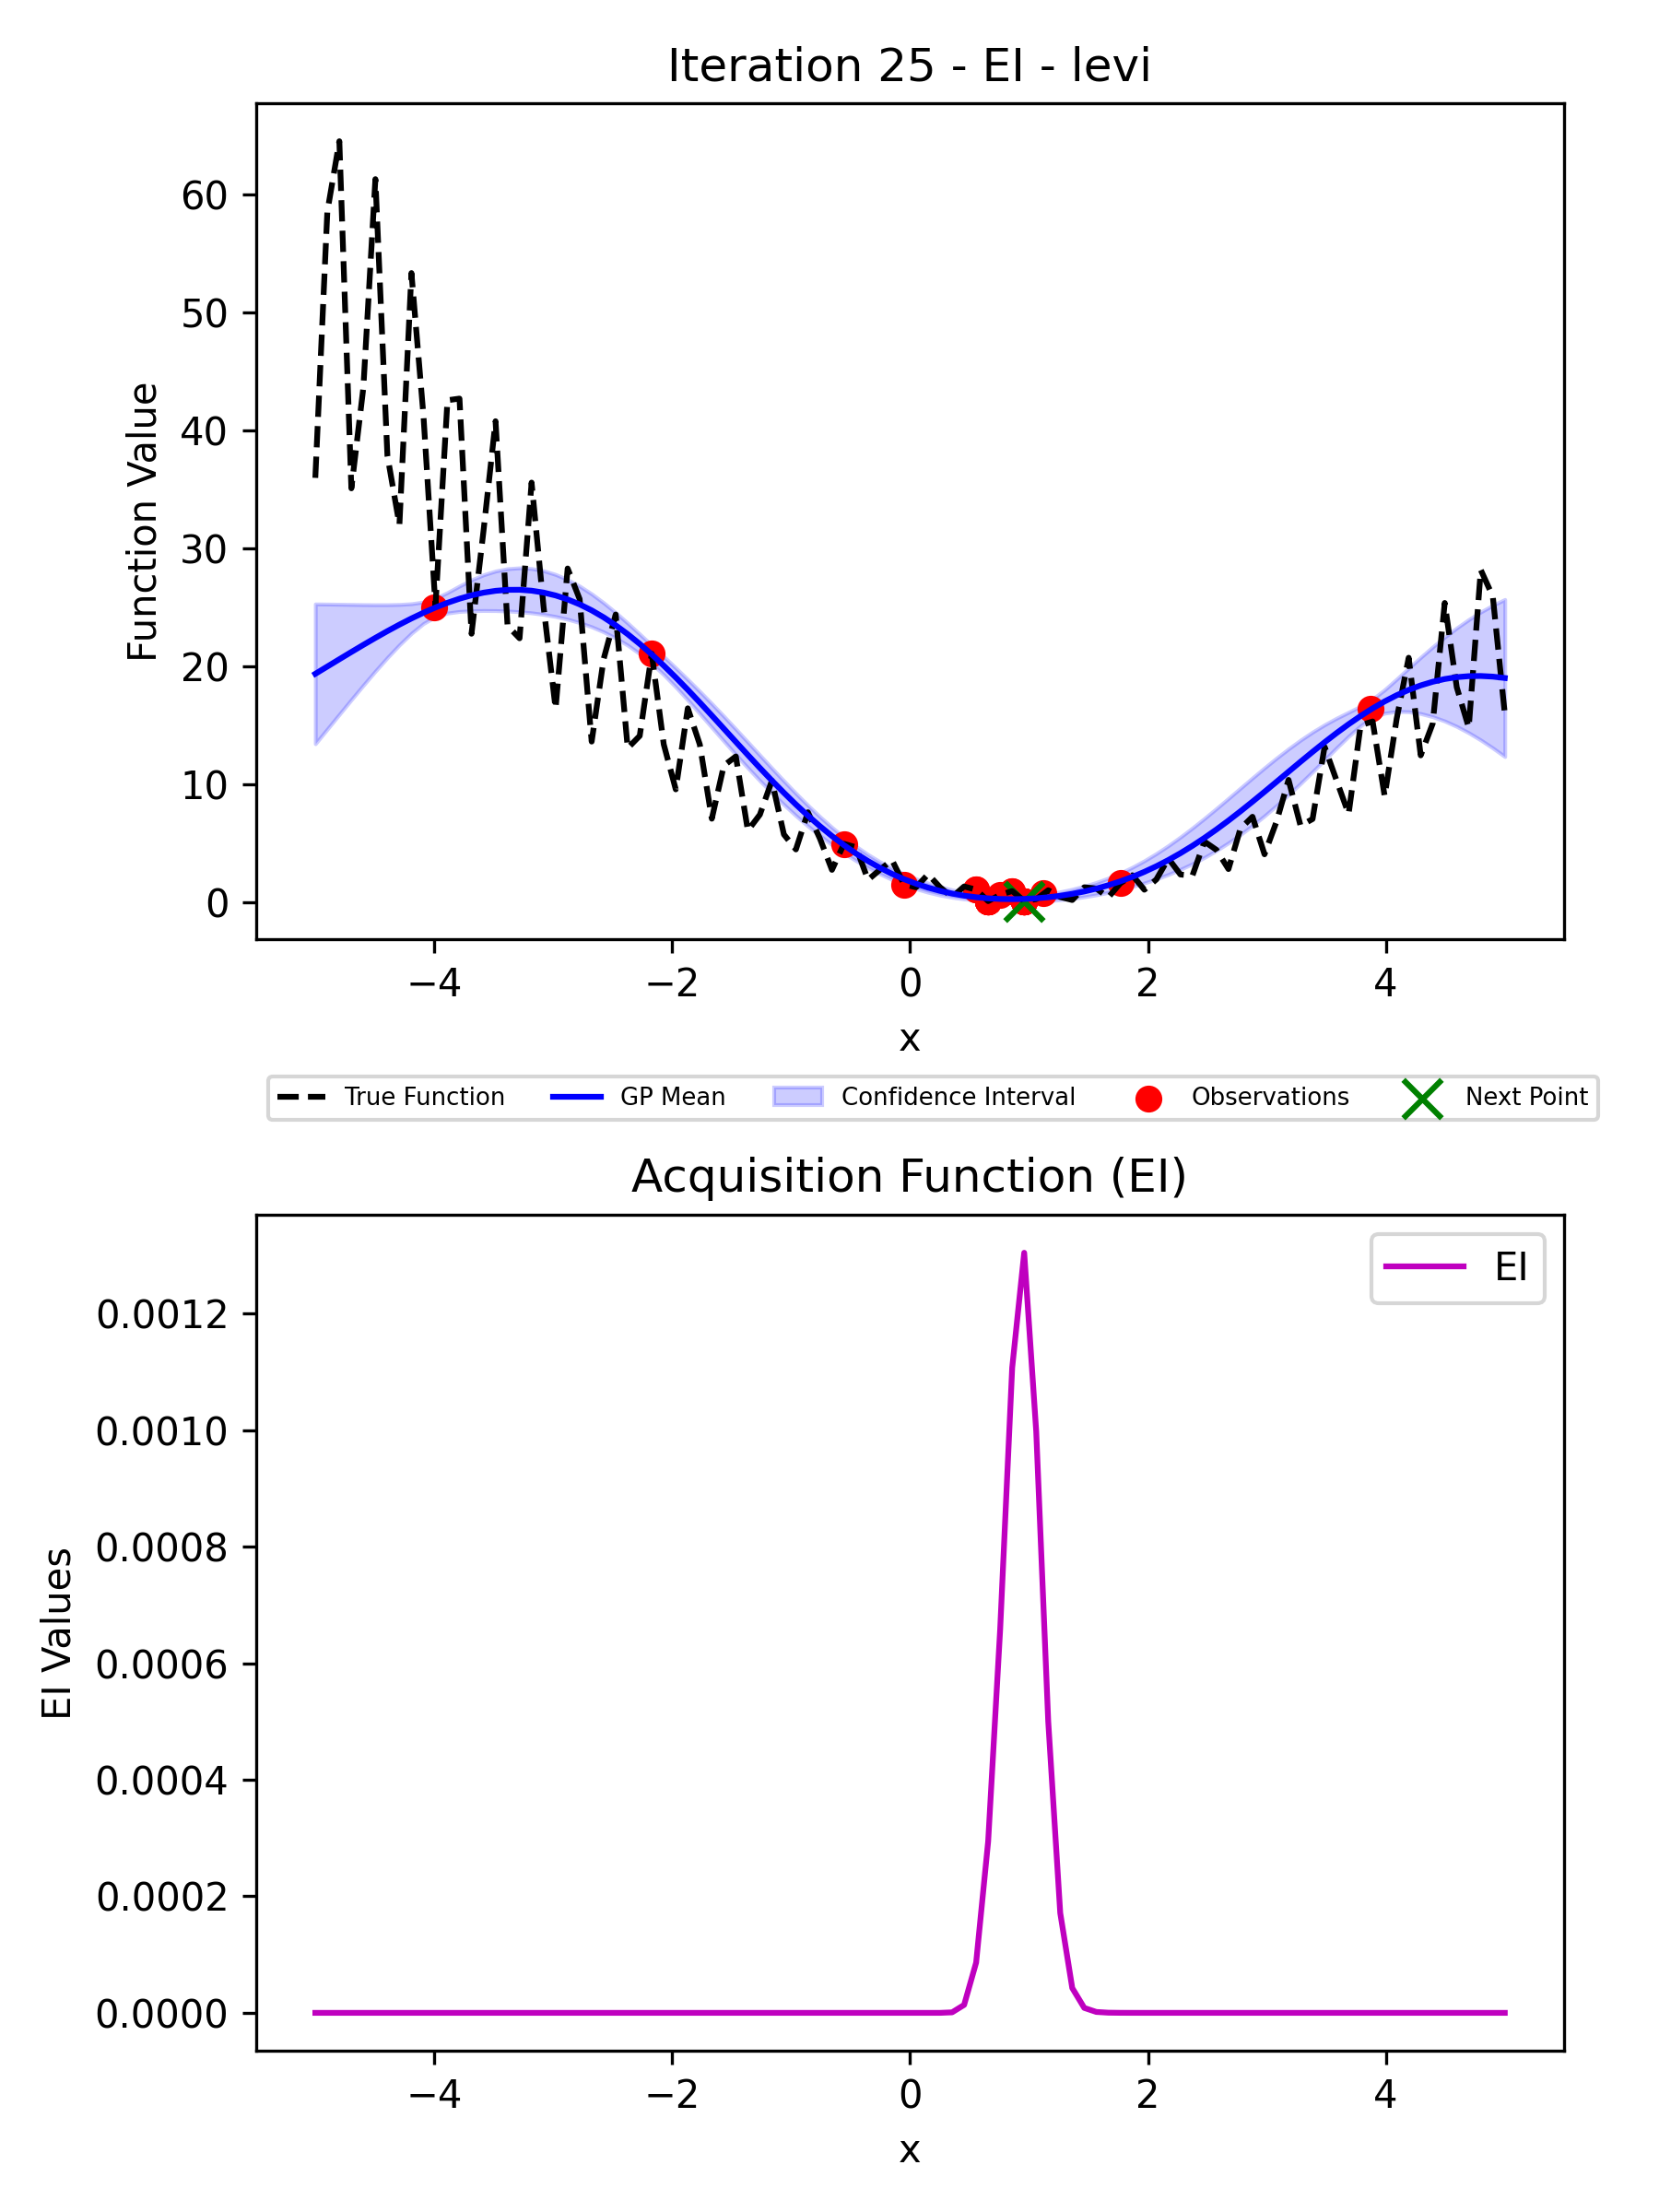 Iteration 25 - EI - levi
Function Value
60
50
40
30
20
10
0
−4 −2 0 2 4
x
True Function GP Mean Confidence Interval Observations Next Point
Acquisition Function (EI)
EI
EI Values
0.0012
0.0010
0.0008
0.0006
0.0004
0.0002
0.0000
−4 −2 0 2 4
x